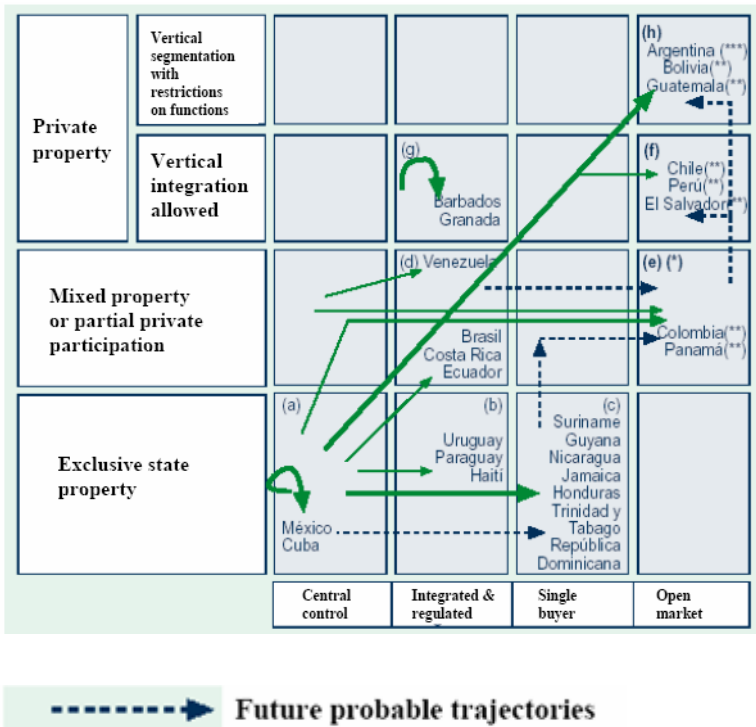 Vertical
segmentation
with
restrictions
on functions
(h)
Argentina (***)
Bolivia(**)
Guatemala(**)
Private
property
Vertical
integration
allowed
(g)
Barbados
Granada
(f)
Chile(**)
Perú(**)
El Salvador(**)
Mixed property
or partial private
participation
(d) Venezuela
Brasil
Costa Rica
Ecuador
(e) (*)
Colombia(**)
Panamá(**)
Exclusive state
property
(a)
México
Cuba
(b)
Uruguay
Paraguay
Haití
(c)
Suriname
Guyana
Nicaragua
Jamaica
Honduras
Trinidad y
Tabago
República
Dominicana
Central
control
Integrated &
regulated
Single
buyer
Open
market
Future probable trajectories